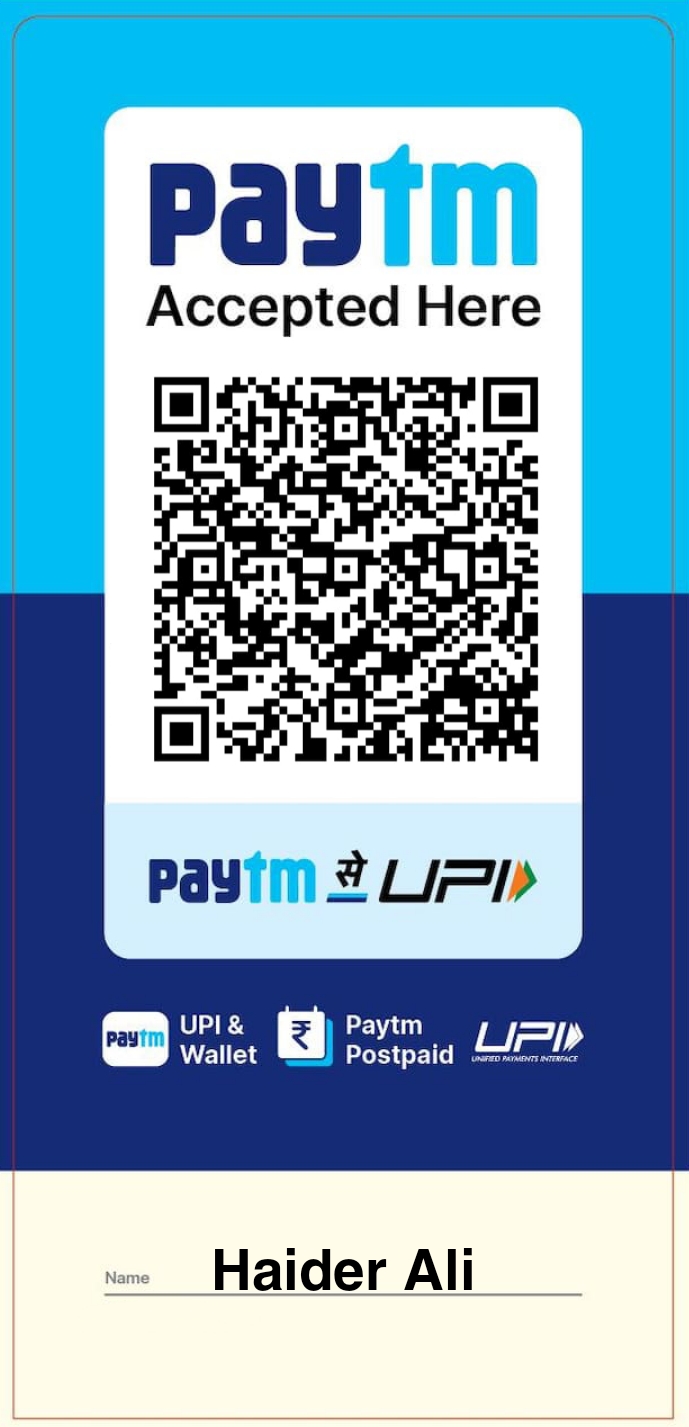 paytm
Accepted Here
paytm से UPI
paytm UPI & Wallet
₹ Paytm Postpaid
UPI
UNIFIED PAYMENTS INTERFACE
Name Haider Ali